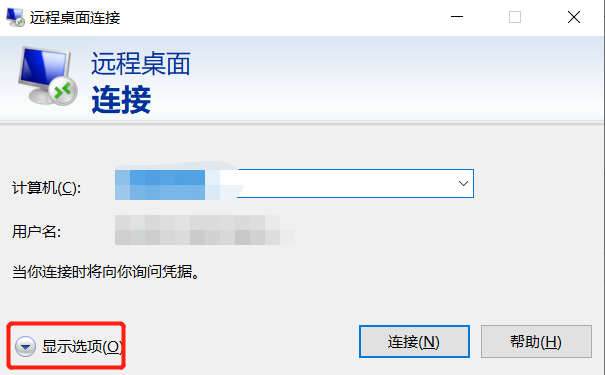 远程桌面连接
远程桌面
连接
计算机(C):
用户名:
当你连接时将向你询问凭据。
显示选项(O)
连接(N)
帮助(H)